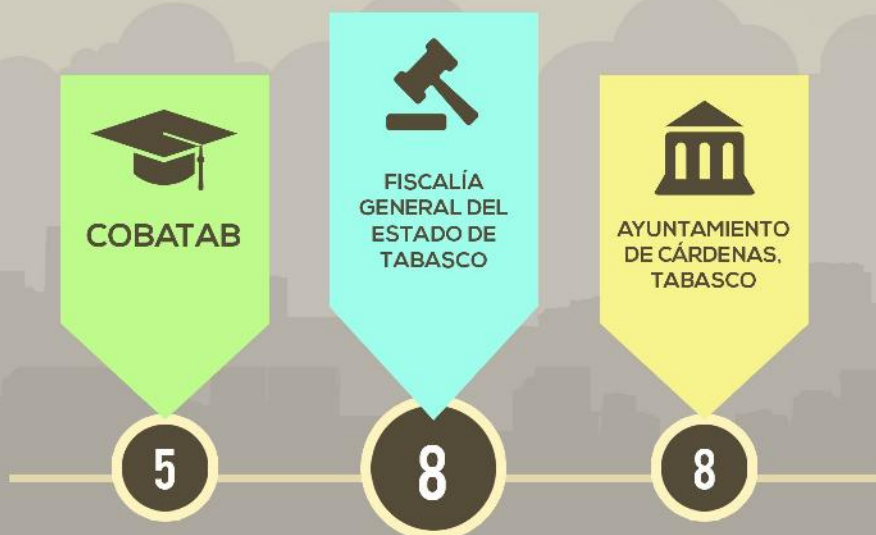 COBATAB
5
FISCALÍA
GENERAL DEL
ESTADO DE
TABASCO
8
AYUNTAMIENTO
DE CÁRDENAS,
TABASCO
8